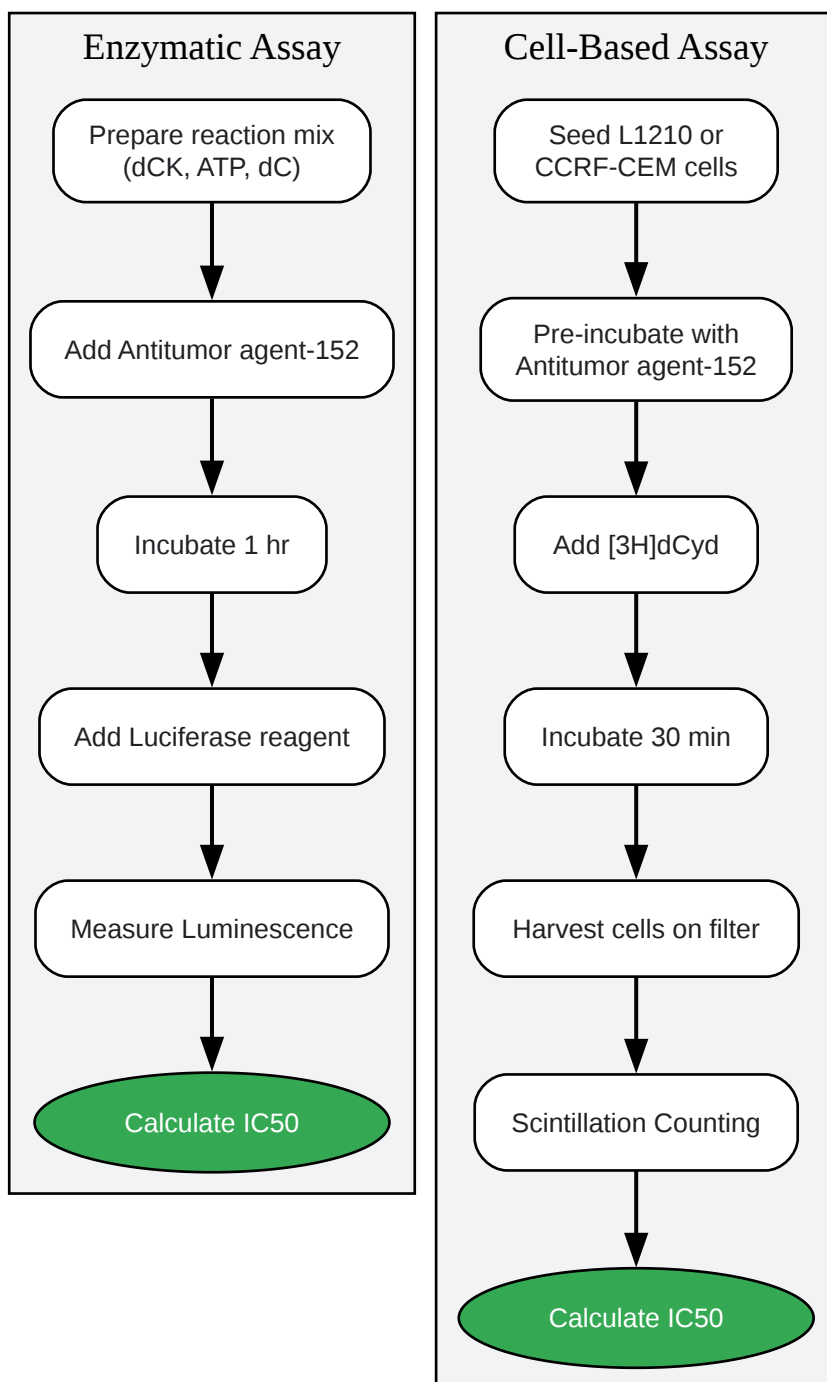 Enzymatic Assay
Prepare reaction mix
(dCK, ATP, dC)
Add Antitumor agent-152
Incubate 1 hr
Add Luciferase reagent
Measure Luminescence
Calculate IC50
Cell-Based Assay
Seed L1210 or
CCRF-CEM cells
Pre-incubate with
Antitumor agent-152
Add [3H]dCyd
Incubate 30 min
Harvest cells on filter
Scintillation Counting
Calculate IC50